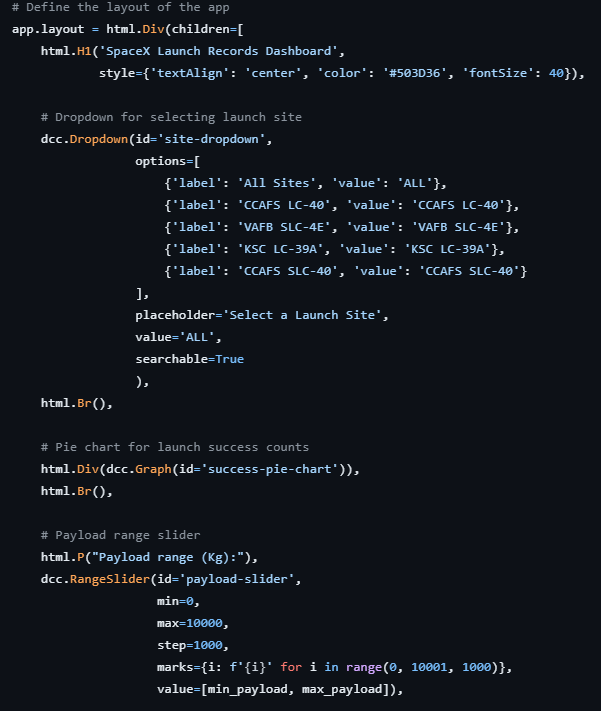 # Define the layout of the app
app.layout = html.Div(children=[
    html.H1('SpaceX Launch Records Dashboard',
            style={'textAlign': 'center', 'color': '#503D36', 'fontSize': 40}),

    # Dropdown for selecting launch site
    dcc.Dropdown(id='site-dropdown',
                 options=[
                     {'label': 'All Sites', 'value': 'ALL'},
                     {'label': 'CCAFS LC-40', 'value': 'CCAFS LC-40'},
                     {'label': 'VAFB SLC-4E', 'value': 'VAFB SLC-4E'},
                     {'label': 'KSC LC-39A', 'value': 'KSC LC-39A'},
                     {'label': 'CCAFS SLC-40', 'value': 'CCAFS SLC-40'}
                 ],
                 placeholder='Select a Launch Site',
                 value='ALL',
                 searchable=True
                 ),
    html.Br(),

    # Pie chart for launch success counts
    html.Div(dcc.Graph(id='success-pie-chart')),
    html.Br(),

    # Payload range slider
    html.P("Payload range (Kg):"),
    dcc.RangeSlider(id='payload-slider',
                    min=0,
                    max=10000,
                    step=1000,
                    marks={i: f'{i}' for i in range(0, 10001, 1000)},
                    value=[min_payload, max_payload]),